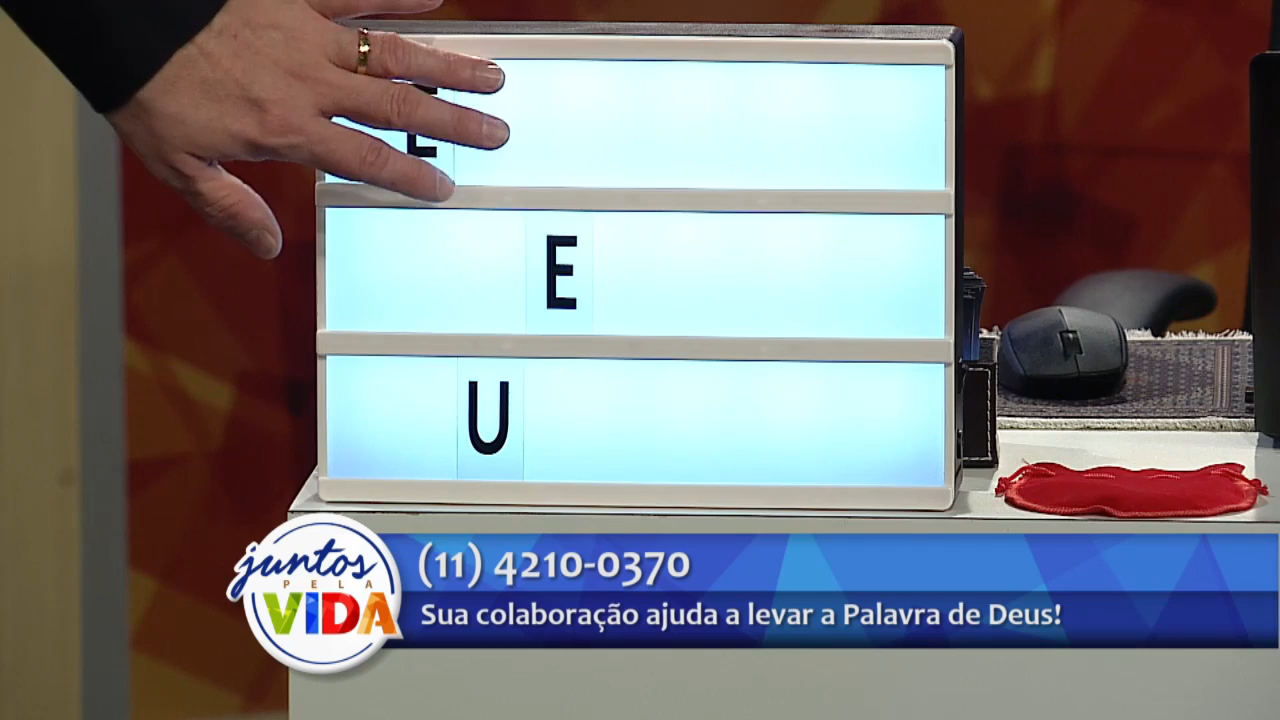 E
E
U
juntos
PELA
VIDA
(11) 4210-0370
Sua colaboração ajuda a levar a Palavra de Deus!